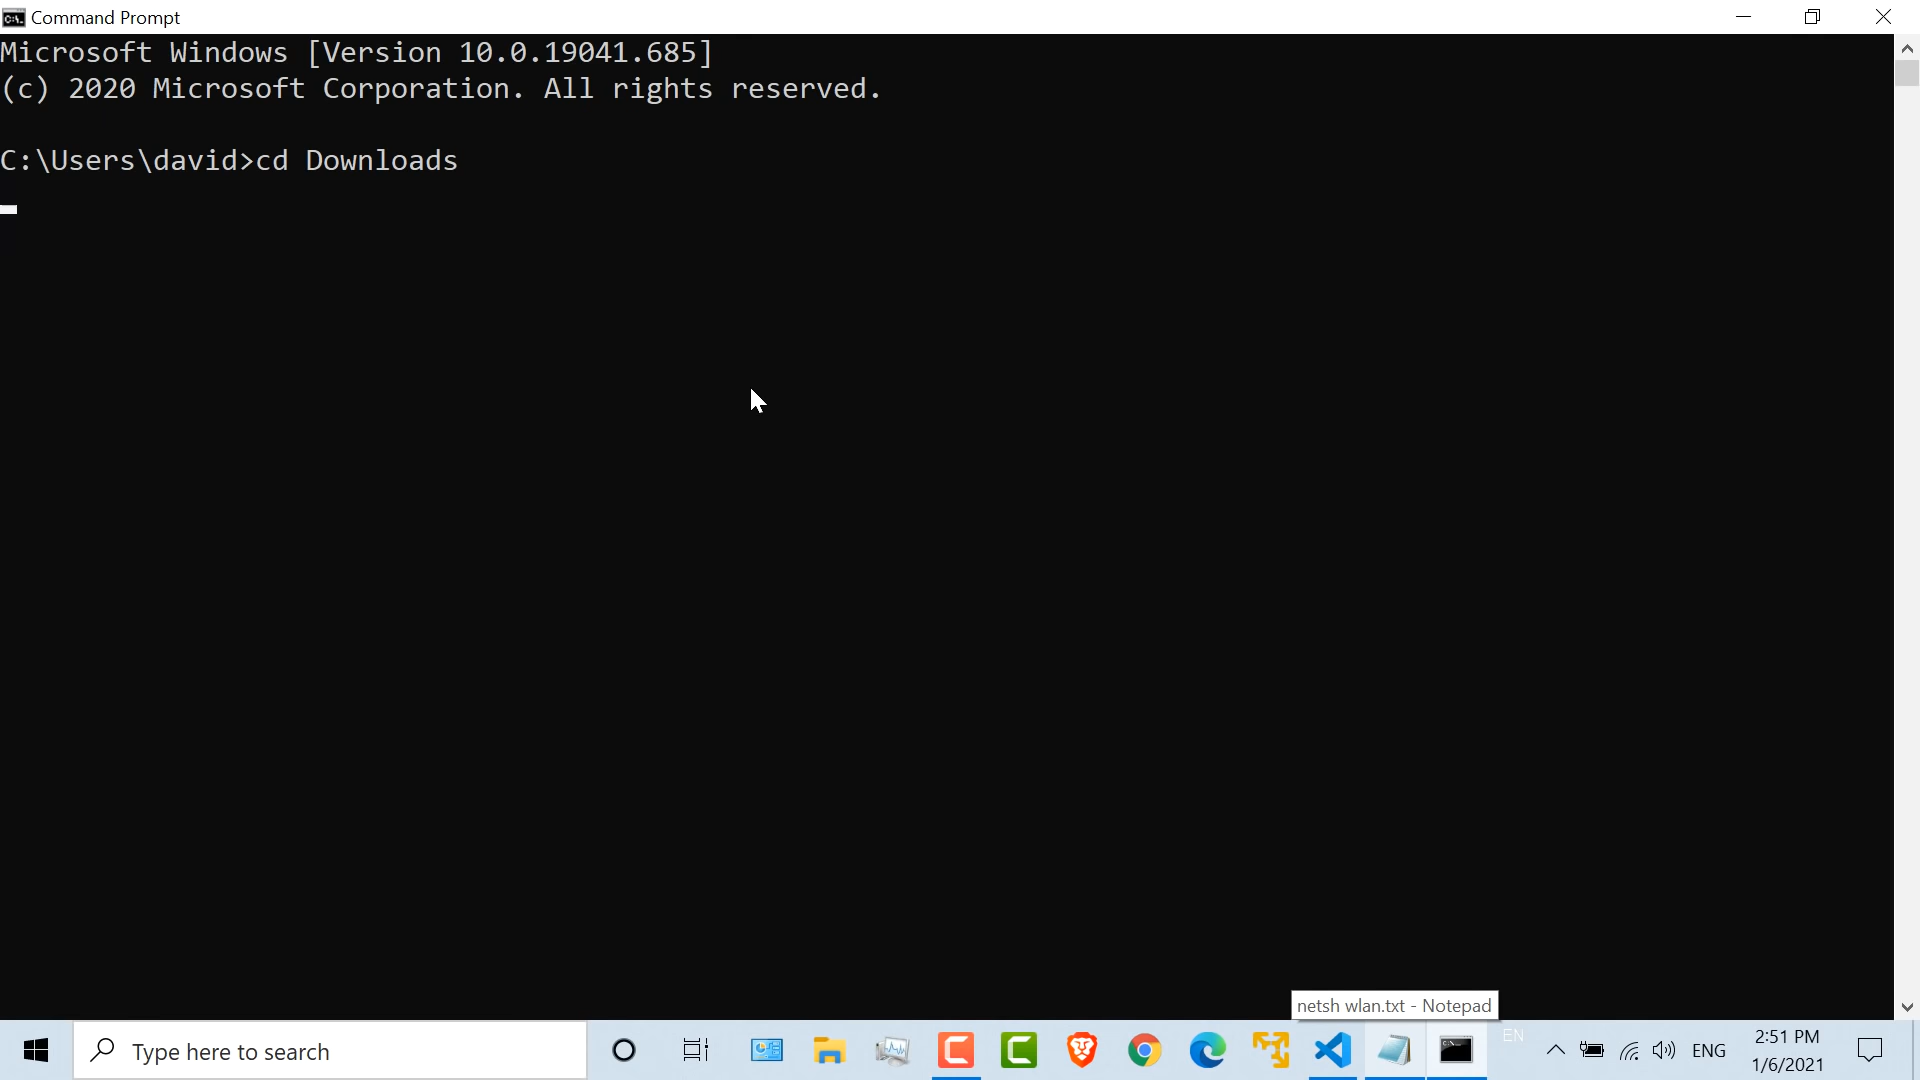 Command Prompt
Microsoft Windows [Version 10.0.19041.685]
(c) 2020 Microsoft Corporation. All rights reserved.
C:\Users\david>cd Downloads
netsh wlan.txt - Notepad
Type here to search
EN
ENG
2:51 PM
1/6/2021